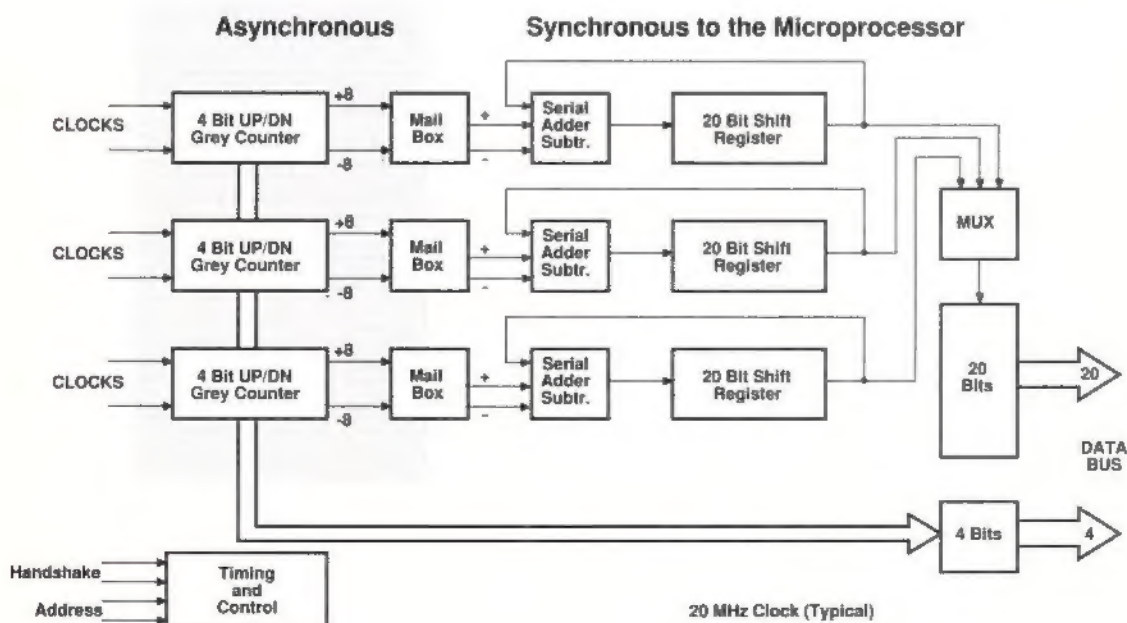 Asynchronous
Synchronous to the Microprocessor
CLOCKS
4 Bit UP/DN
Grey Counter
+8
-8
Mail
Box
+
-
Serial
Adder
Subtr.
20 Bit Shift
Register
MUX
CLOCKS
4 Bit UP/DN
Grey Counter
+8
-8
Mail
Box
+
-
Serial
Adder
Subtr.
20 Bit Shift
Register
CLOCKS
4 Bit UP/DN
Grey Counter
+8
-8
Mail
Box
+
-
Serial
Adder
Subtr.
20 Bit Shift
Register
20
Bits
20
DATA
BUS
4 Bits
4
Handshake
Address
Timing
and
Control
20 MHz Clock (Typical)